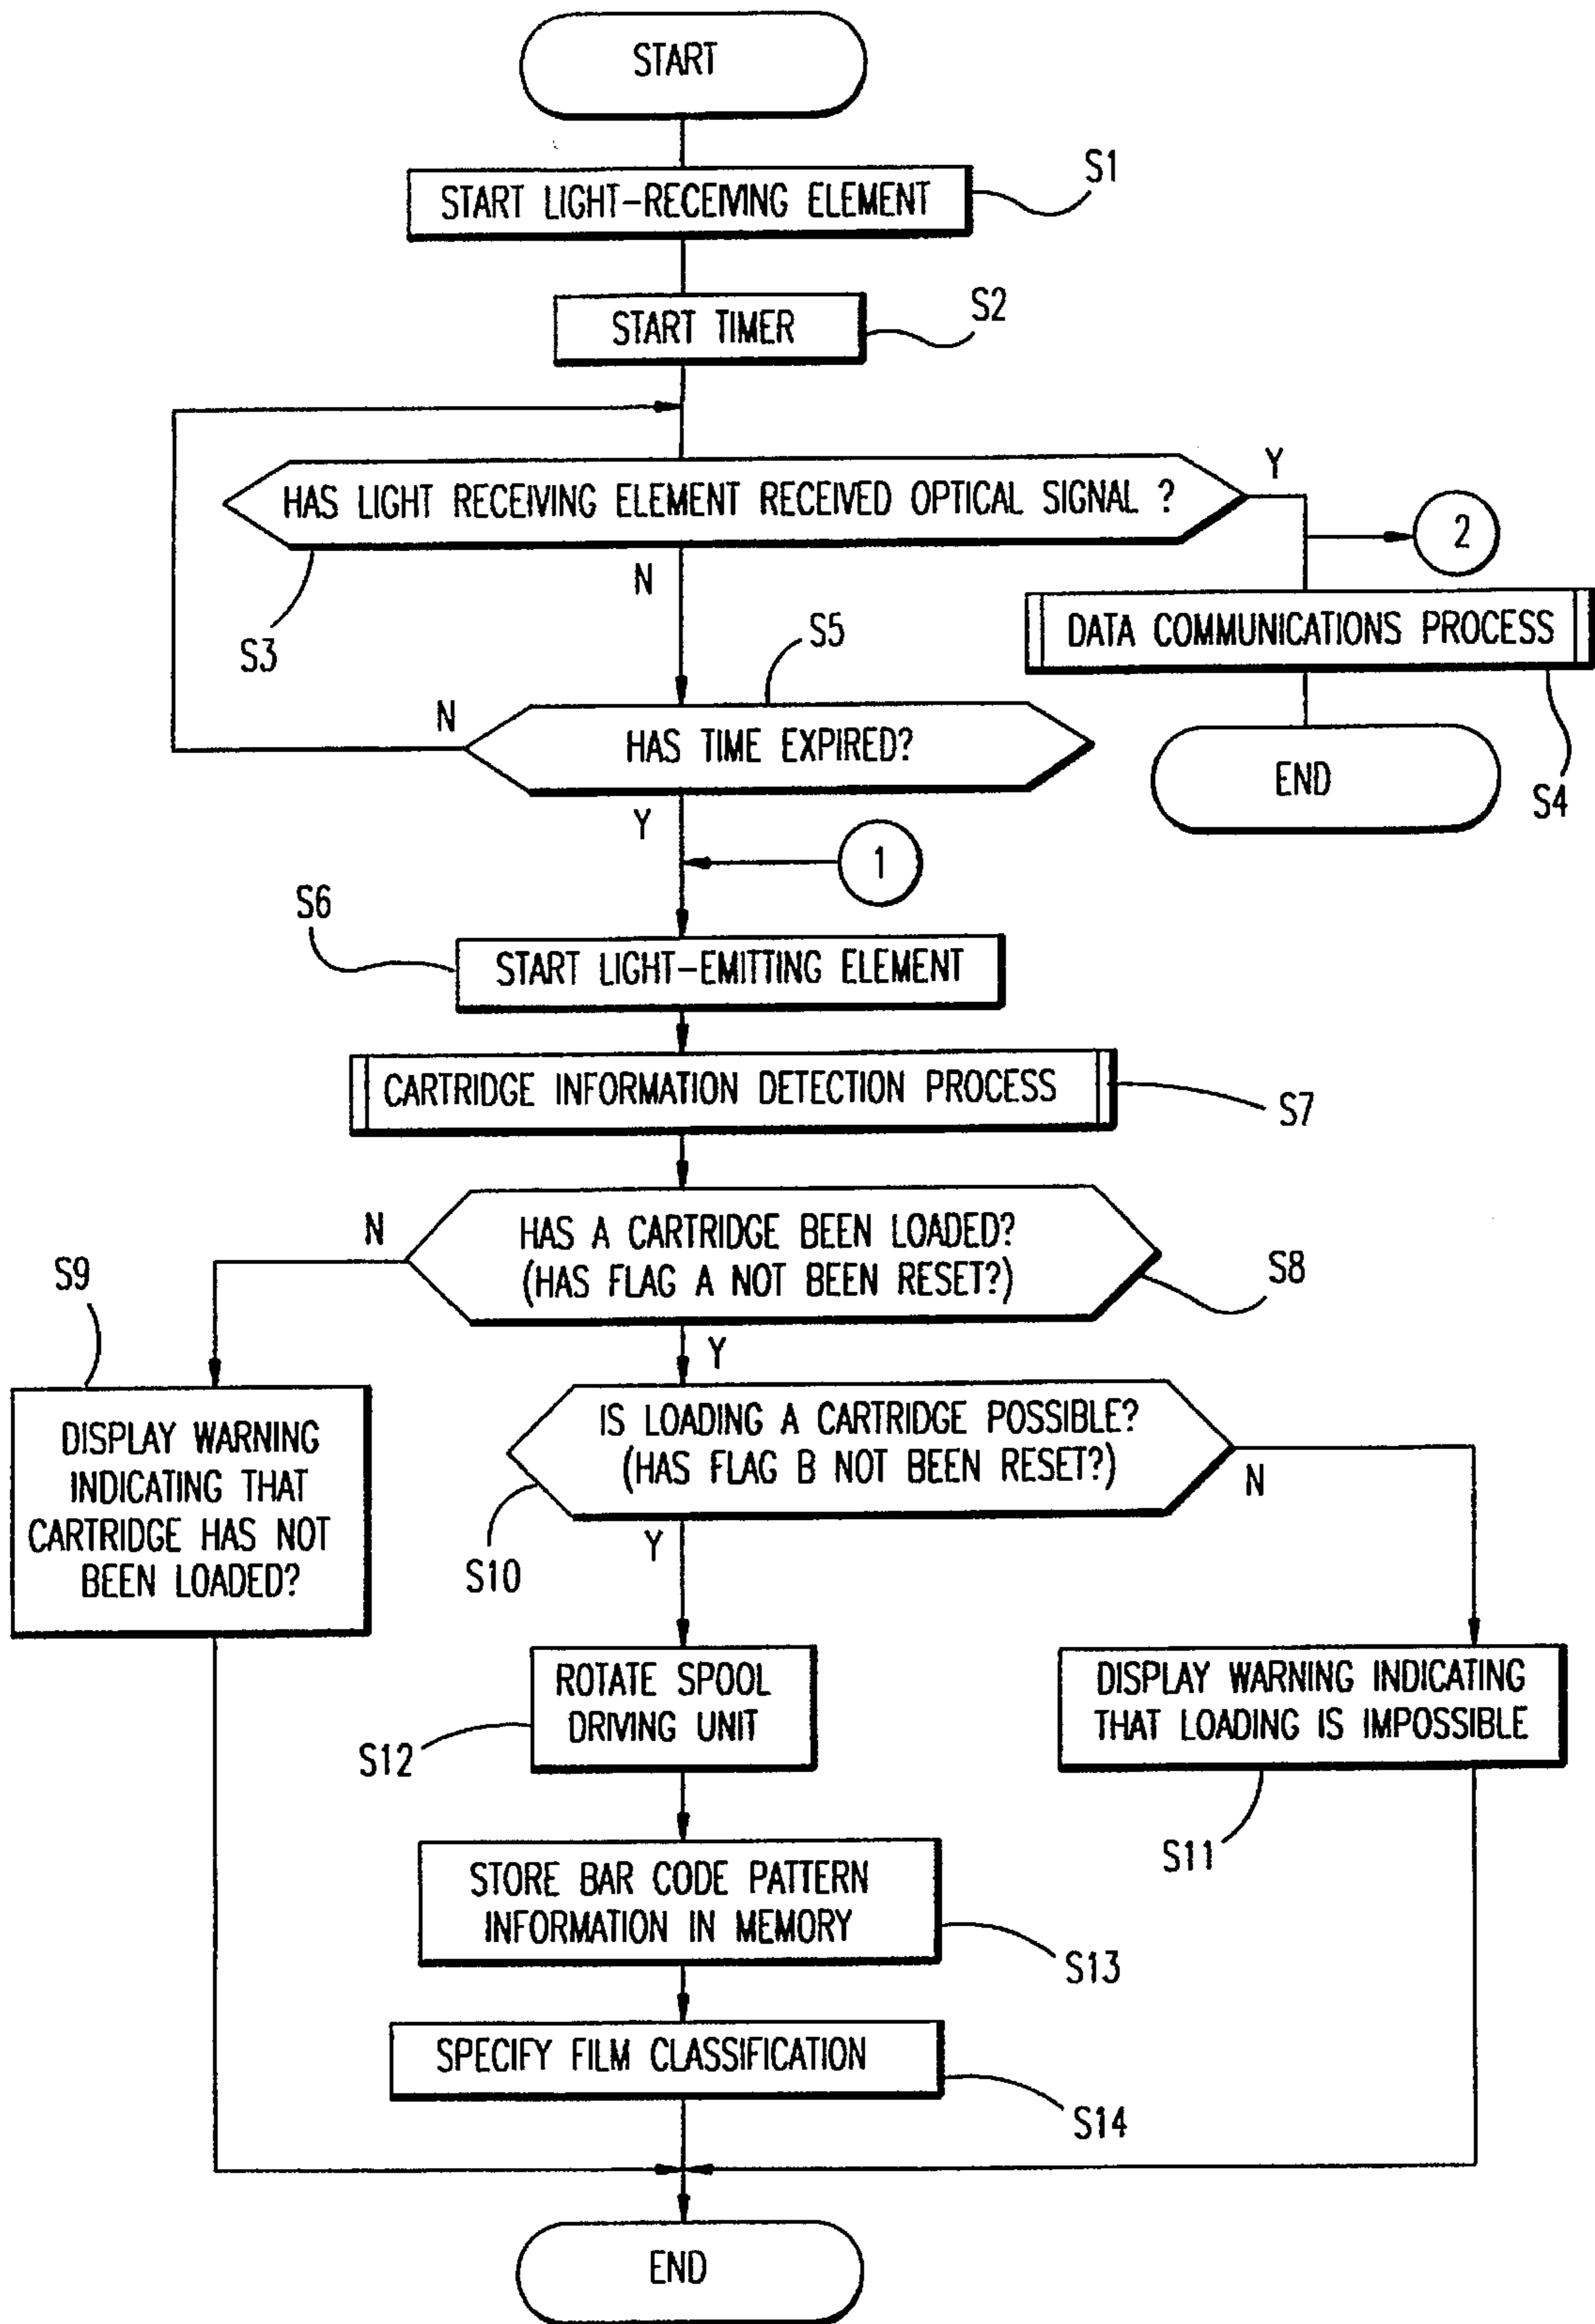 START
START LIGHT-RECEIVING ELEMENT
S1
START TIMER
S2
HAS LIGHT RECEIVING ELEMENT RECEIVED OPTICAL SIGNAL ?
Y
2
N
S3
DATA COMMUNICATIONS PROCESS
S4
END
S5
N
HAS TIME EXPIRED?
Y
1
S6
START LIGHT-EMITTING ELEMENT
CARTRIDGE INFORMATION DETECTION PROCESS
S7
N
HAS A CARTRIDGE BEEN LOADED?
(HAS FLAG A NOT BEEN RESET?)
S8
Y
S9
DISPLAY WARNING
INDICATING THAT
CARTRIDGE HAS NOT
BEEN LOADED?
IS LOADING A CARTRIDGE POSSIBLE?
(HAS FLAG B NOT BEEN RESET?)
N
S10
Y
ROTATE SPOOL
DRIVING UNIT
S12
DISPLAY WARNING INDICATING
THAT LOADING IS IMPOSSIBLE
S11
STORE BAR CODE PATTERN
INFORMATION IN MEMORY
S13
SPECIFY FILM CLASSIFICATION
S14
END